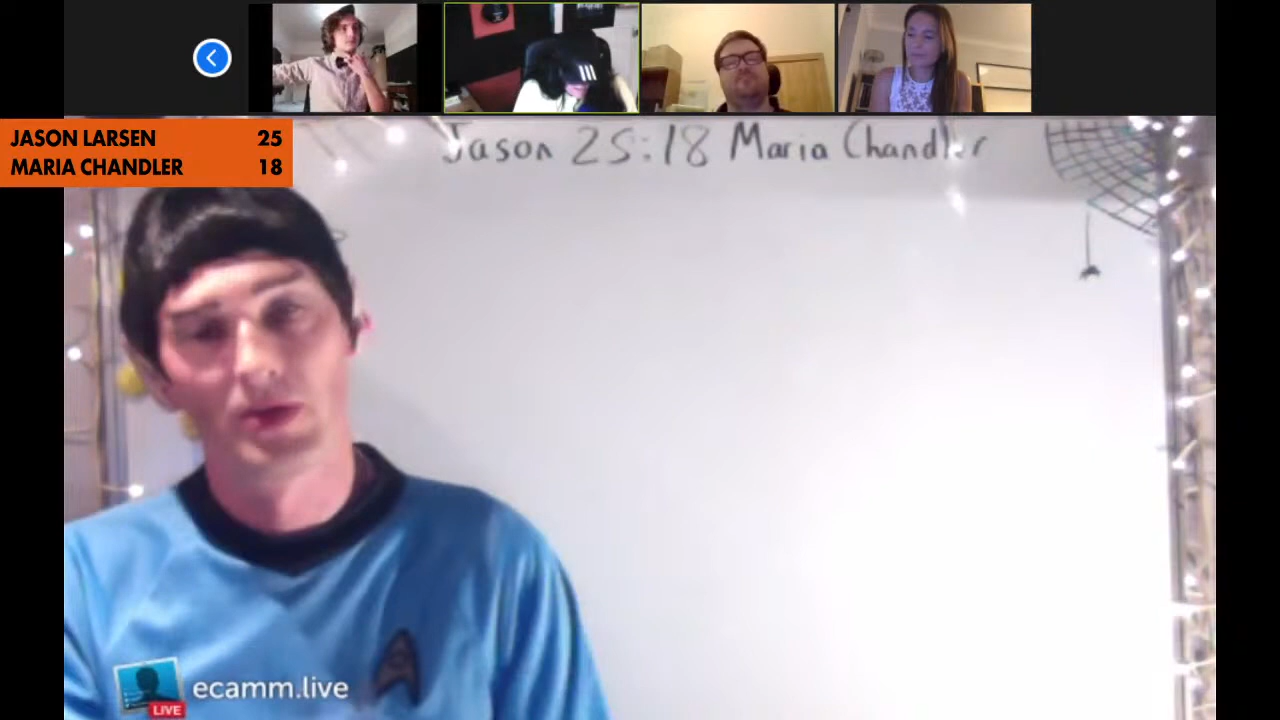 JASON LARSEN 25
MARIA CHANDLER 18
Jason 25:18 Maria Chandler
ecamm.live
LIVE